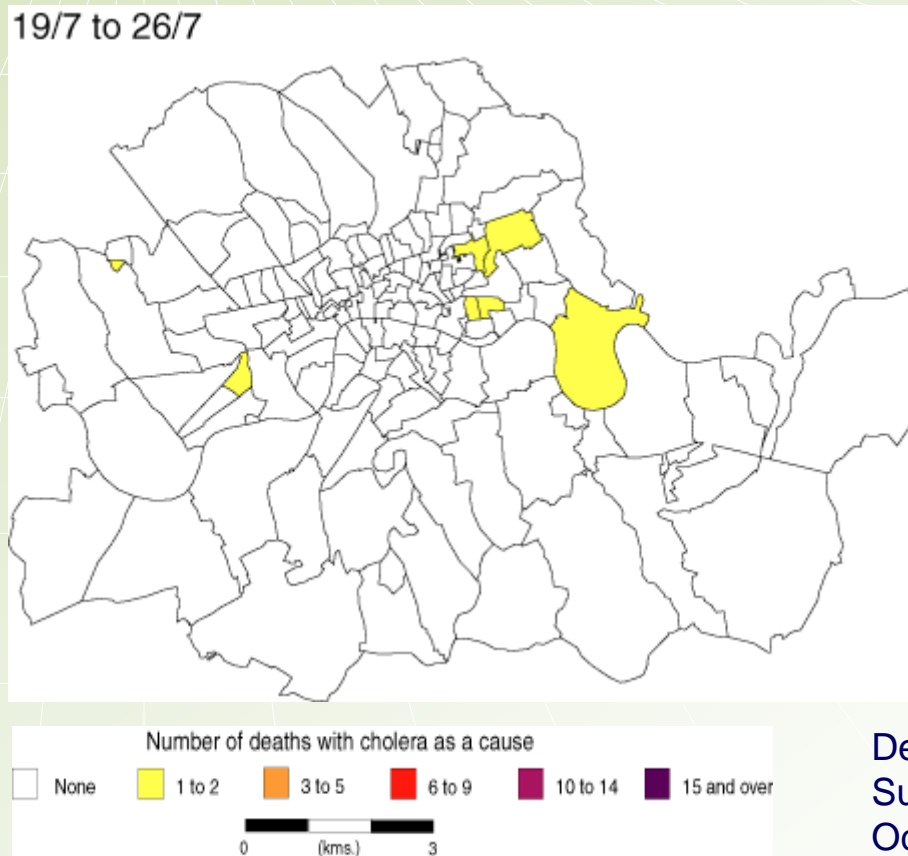 19/7 to 26/7
Number of deaths with cholera as a cause
None 1 to 2 3 to 5 6 to 9 10 to 14 15 and over
0 (kms.) 3